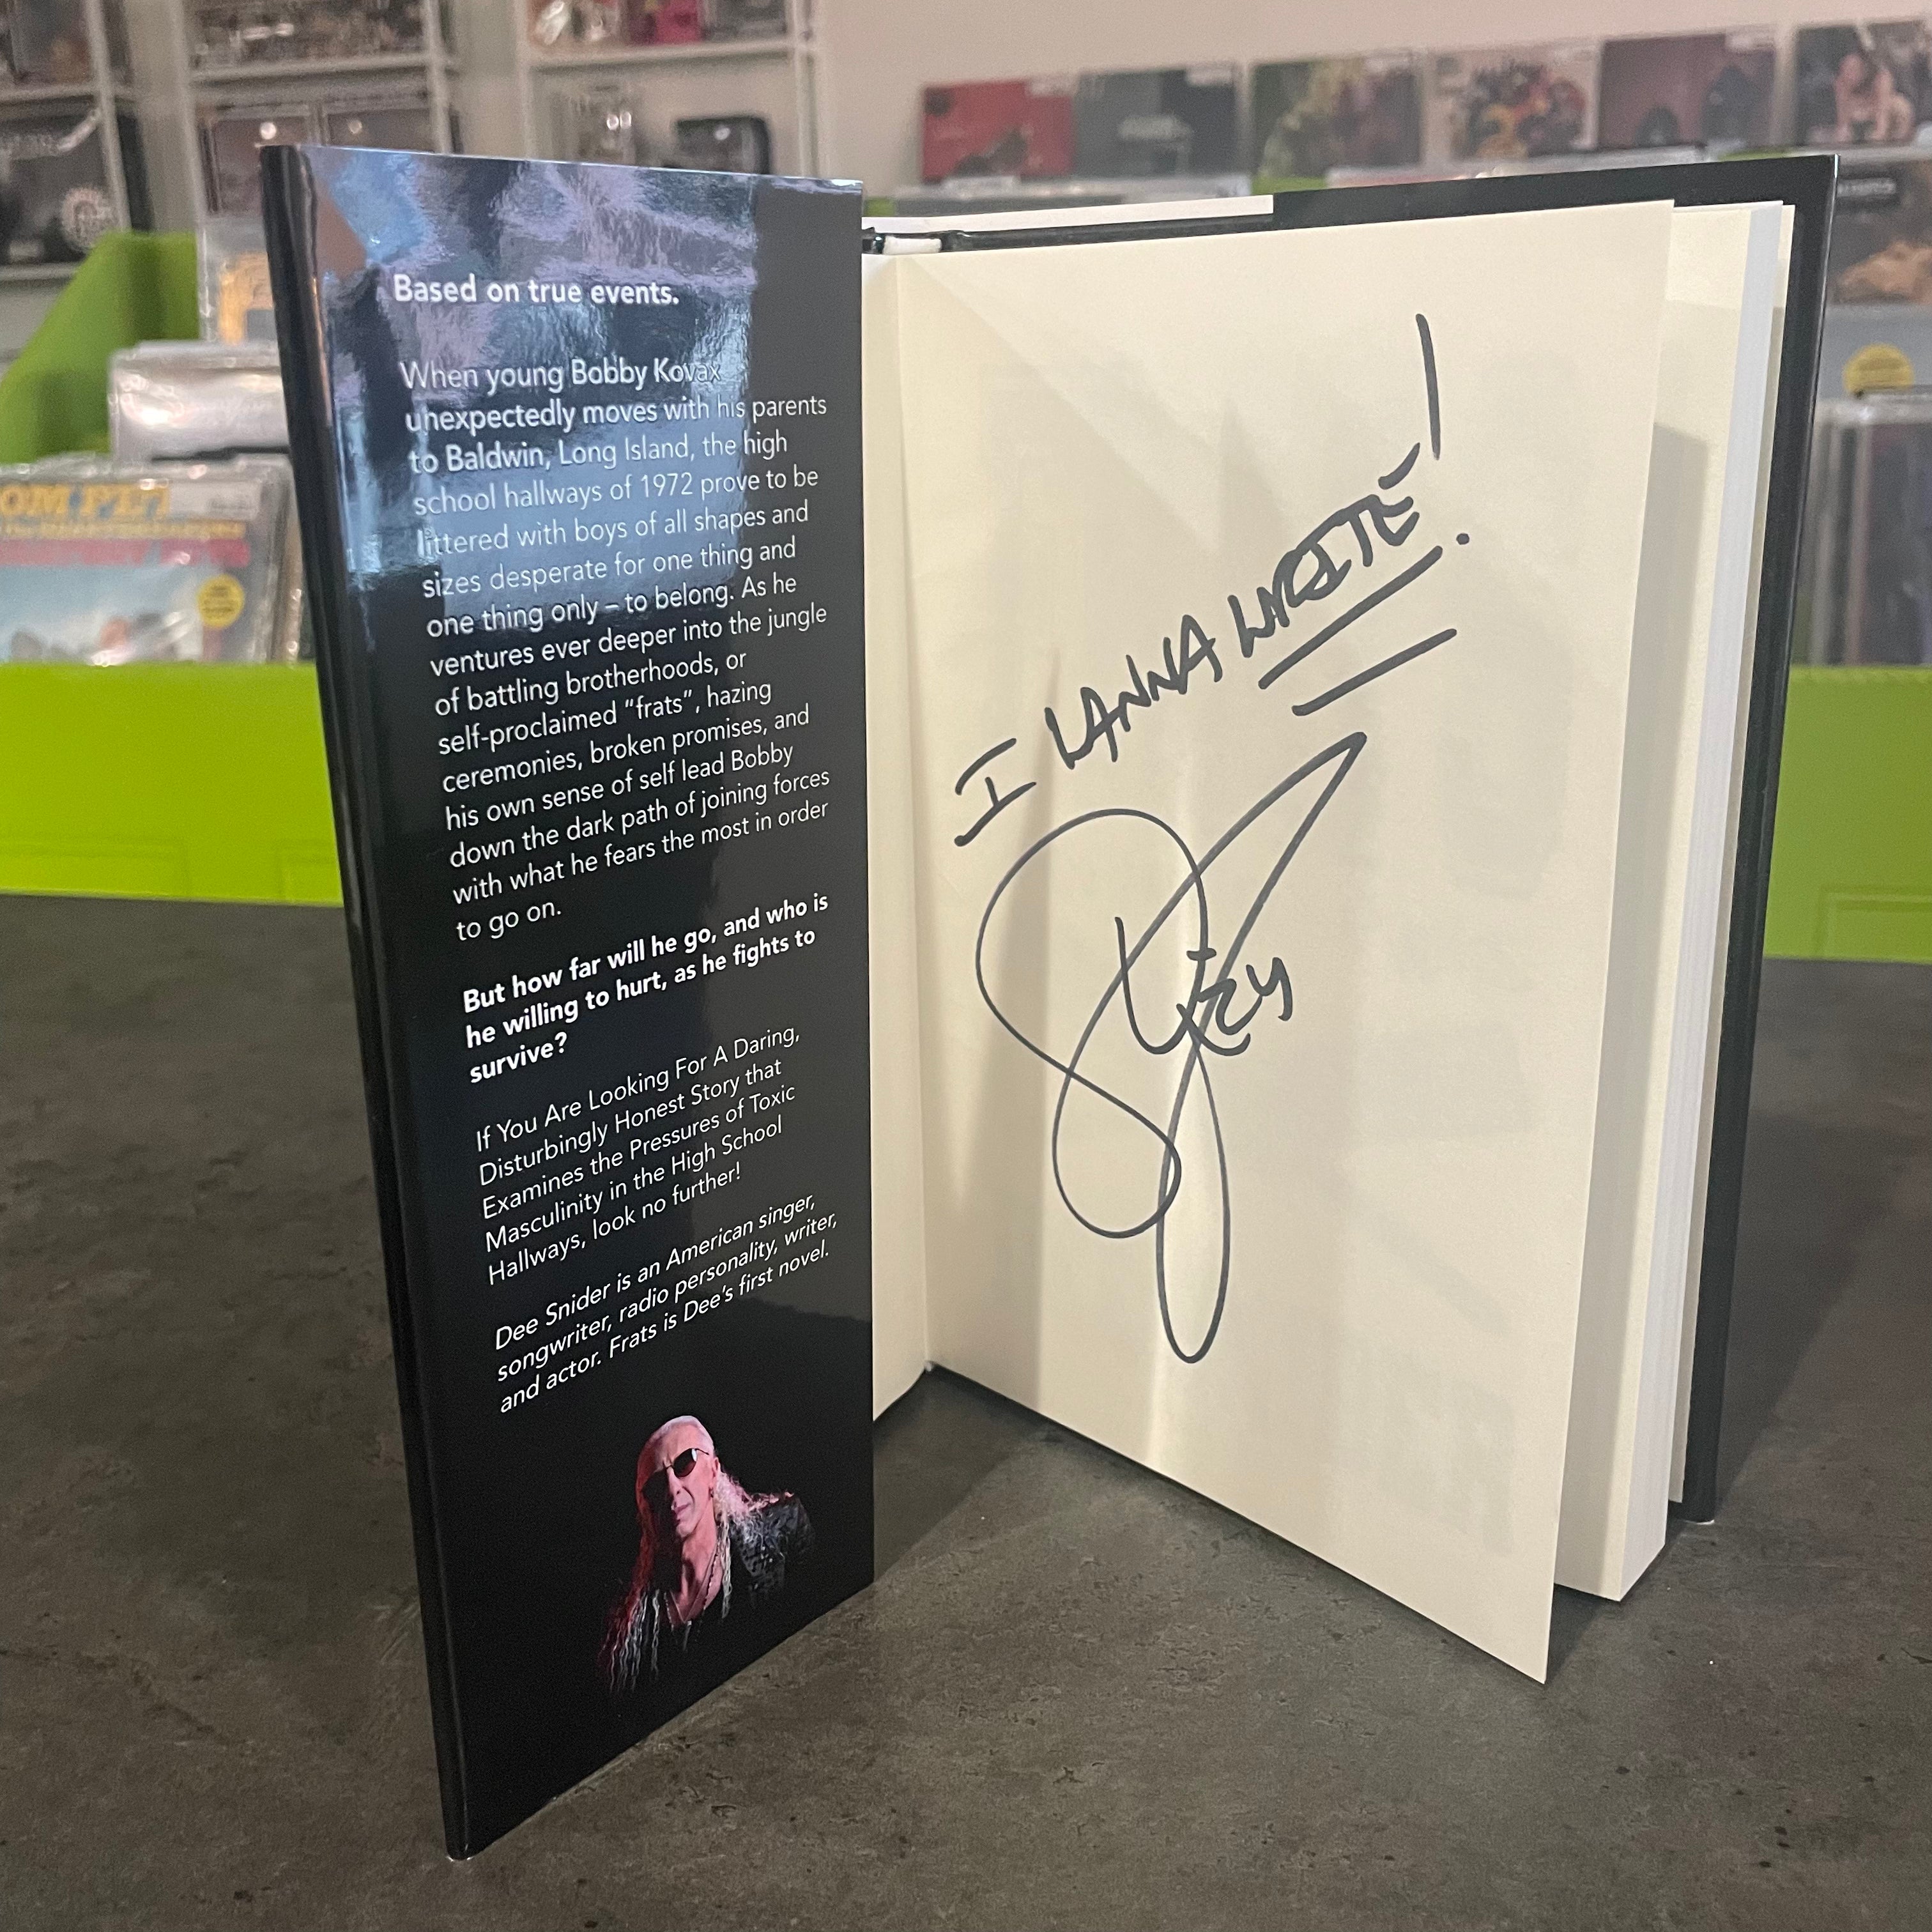 Based on true events.
When young Bobby Kovax
unexpectedly moves with his parents
to Baldwin, Long Island, the high
school hallways of 1972 prove to be
littered with boys of all shapes and
sizes desperate for one thing and
one thing only – to belong. As he
ventures ever deeper into the jungle
of battling brotherhoods, or
self-proclaimed "frats", hazing
ceremonies, broken promises, and
his own sense of self lead Bobby
down the dark path of joining forces
with what he fears the most in order
to go on.
But how far will he go, and who is
he willing to hurt, as he fights to
survive?
If You Are Looking For A Daring,
Disturbingly Honest Story that
Examines the Pressures of Toxic
Masculinity in the High School
Hallways, look no further!
Dee Snider is an American singer,
songwriter, radio personality, writer,
and actor. Frats is Dee's first novel.
I WANNA WRITE!